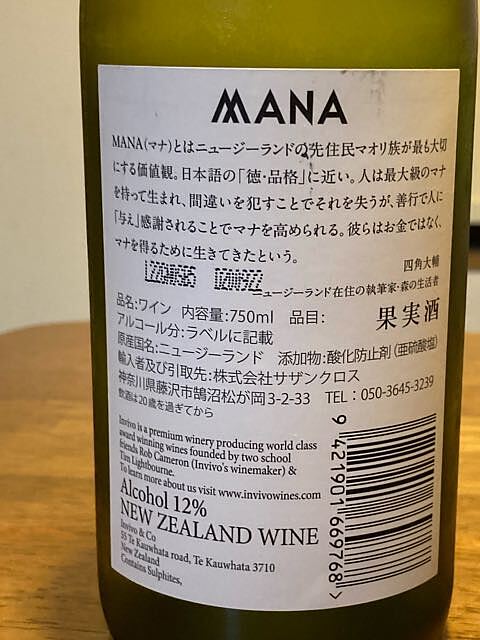 MANA
MANA(マナ)とはニュージーランドの先住民マオリ族が最も大切
にする価値観。日本語の「徳・品格」に近い。人は最大級のマナ
を持って生まれ、間違いを犯すことでそれを失うが、善行で人に
「与え」感謝されることでマナを高められる。彼らはお金ではなく、
マナを得るために生きてきたという。
四角大輔
ニュージーランド在住の執筆家・森の生活者
品名:ワイン 内容量:750ml 品目: 果実酒
アルコール分:ラベルに記載
原産国名:ニュージーランド 添加物:酸化防止剤(亜硫酸塩)
輸入者及び引取先:株式会社サザンクロス
神奈川県藤沢市鵠沼松が岡3-2-33 TEL:050-3645-3239
飲酒は20歳を過ぎてから
Invivo is a premium winery producing world class
award winning wines founded by two school
friends Rob Cameron (Invivo's winemaker) &
Tim Lightbourne.
To learn more about us visit www.invivowines.com
Alcohol 12%
NEW ZEALAND WINE
Invivo & Co
55 Te Kauwhata road, Te Kauwhata 3710
New Zealand
Contains Sulphites,
9 421901 669768 >